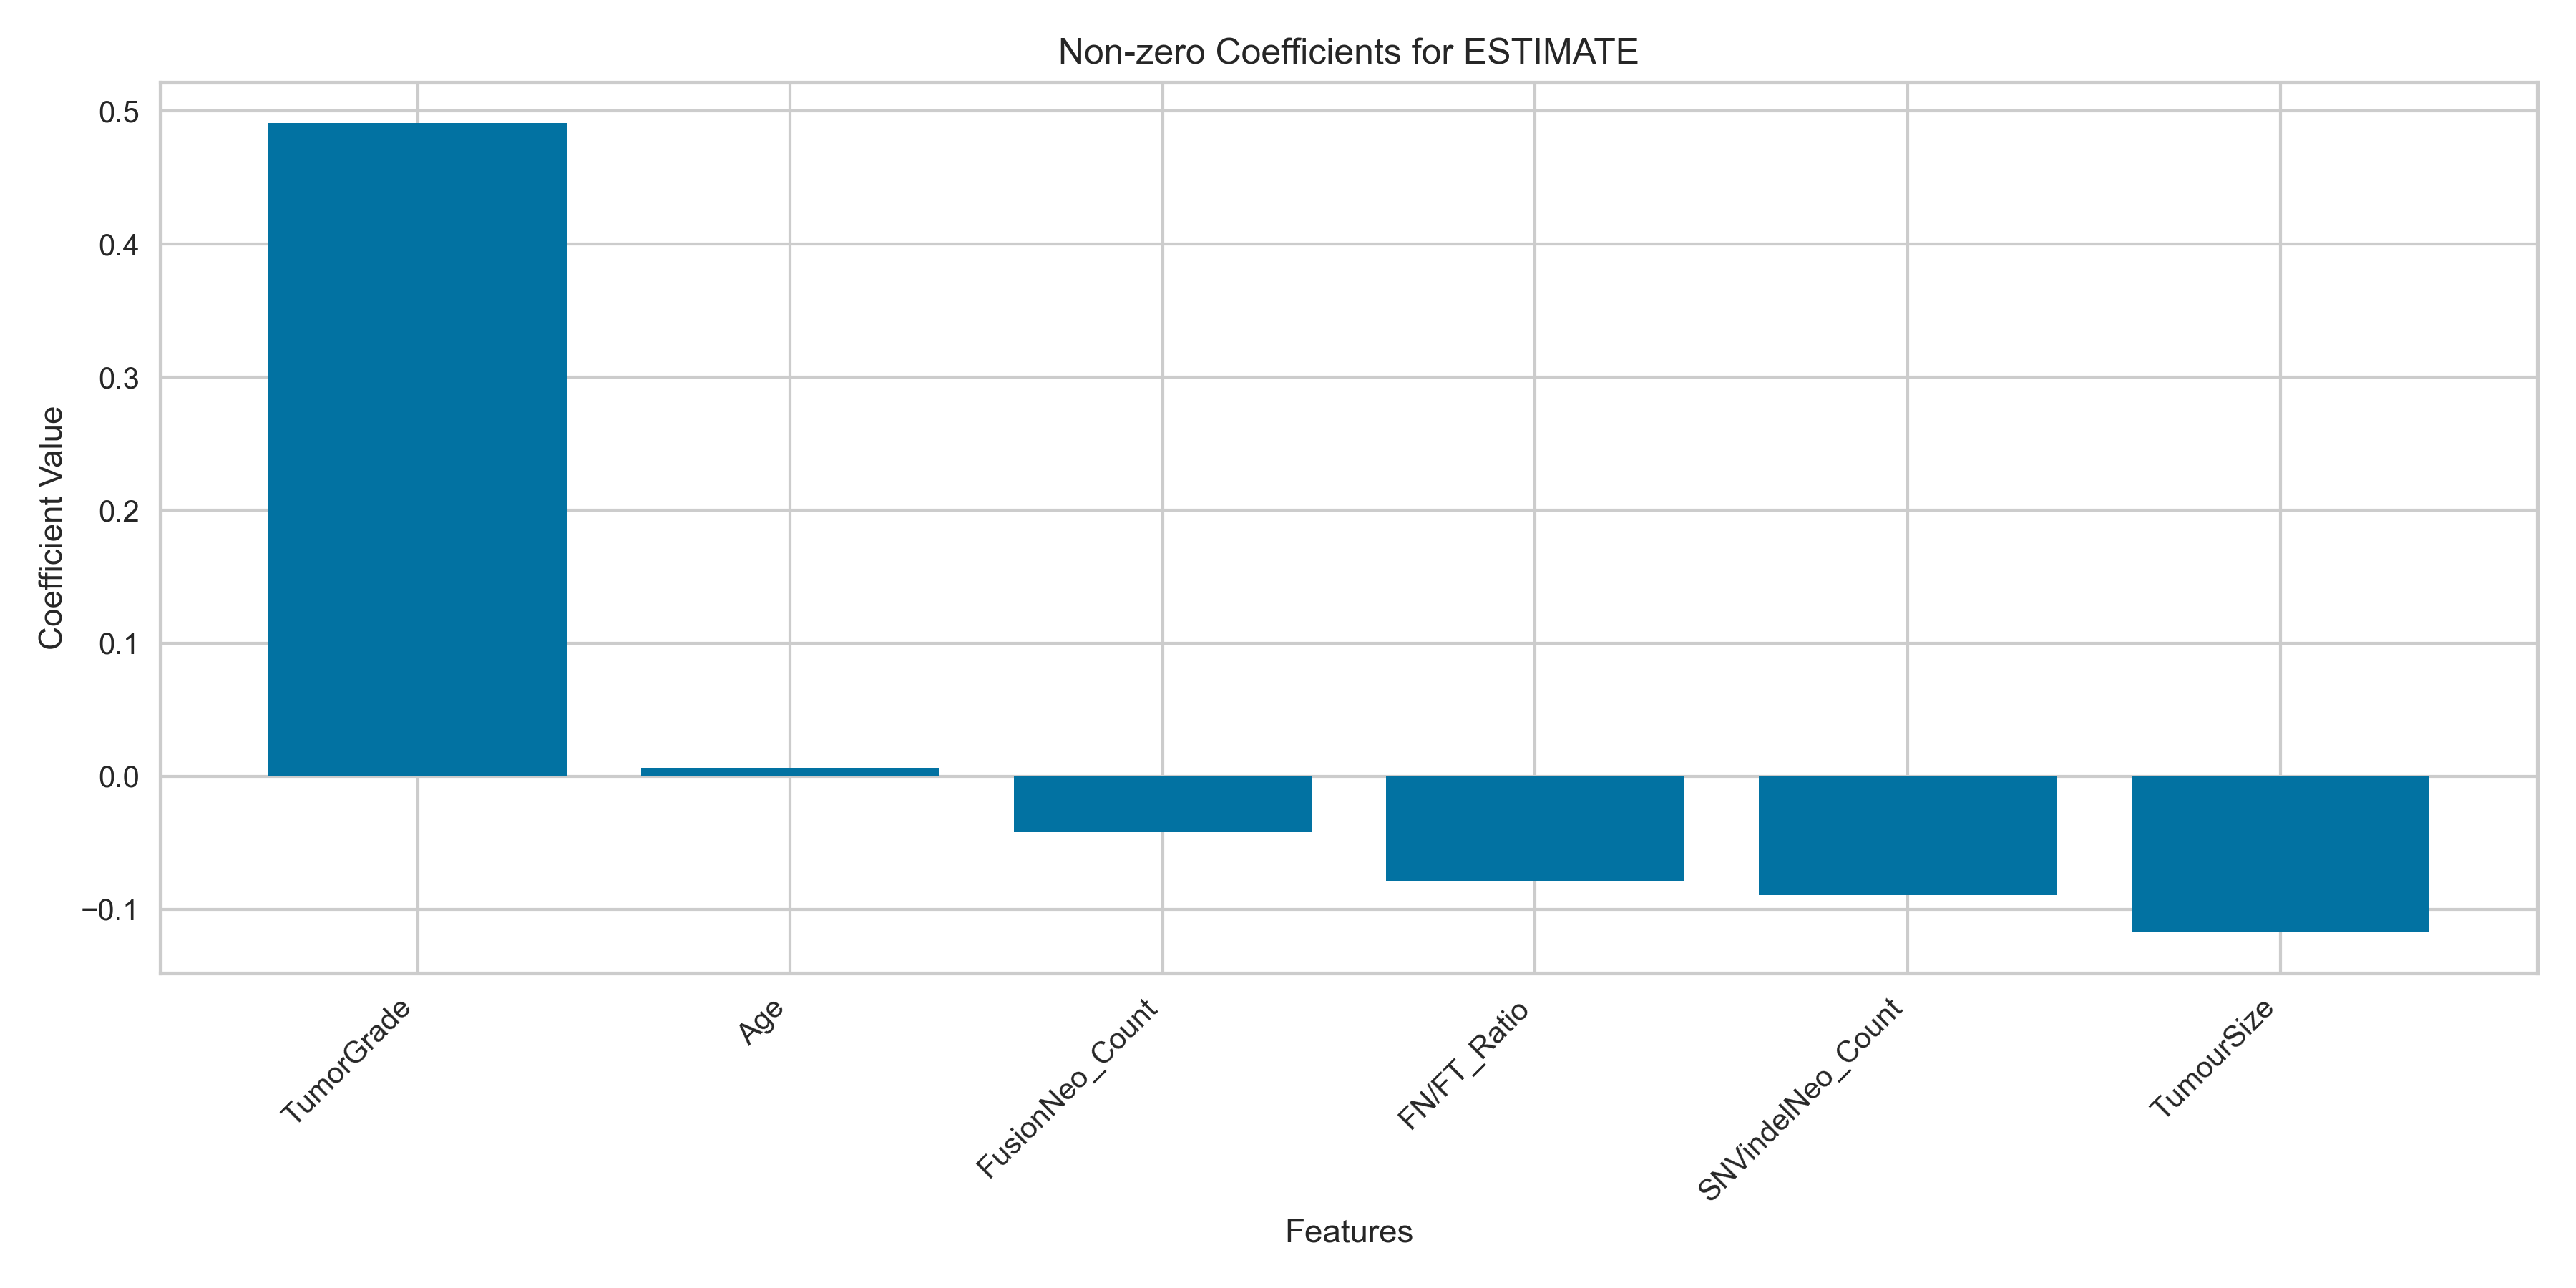 Non-zero Coefficients for ESTIMATE
Coefficient Value
0.5
0.4
0.3
0.2
0.1
0.0
−0.1
TumorGrade
Age
FusionNeo_Count
FN/FT_Ratio
SNVindelNeo_Count
TumourSize
Features